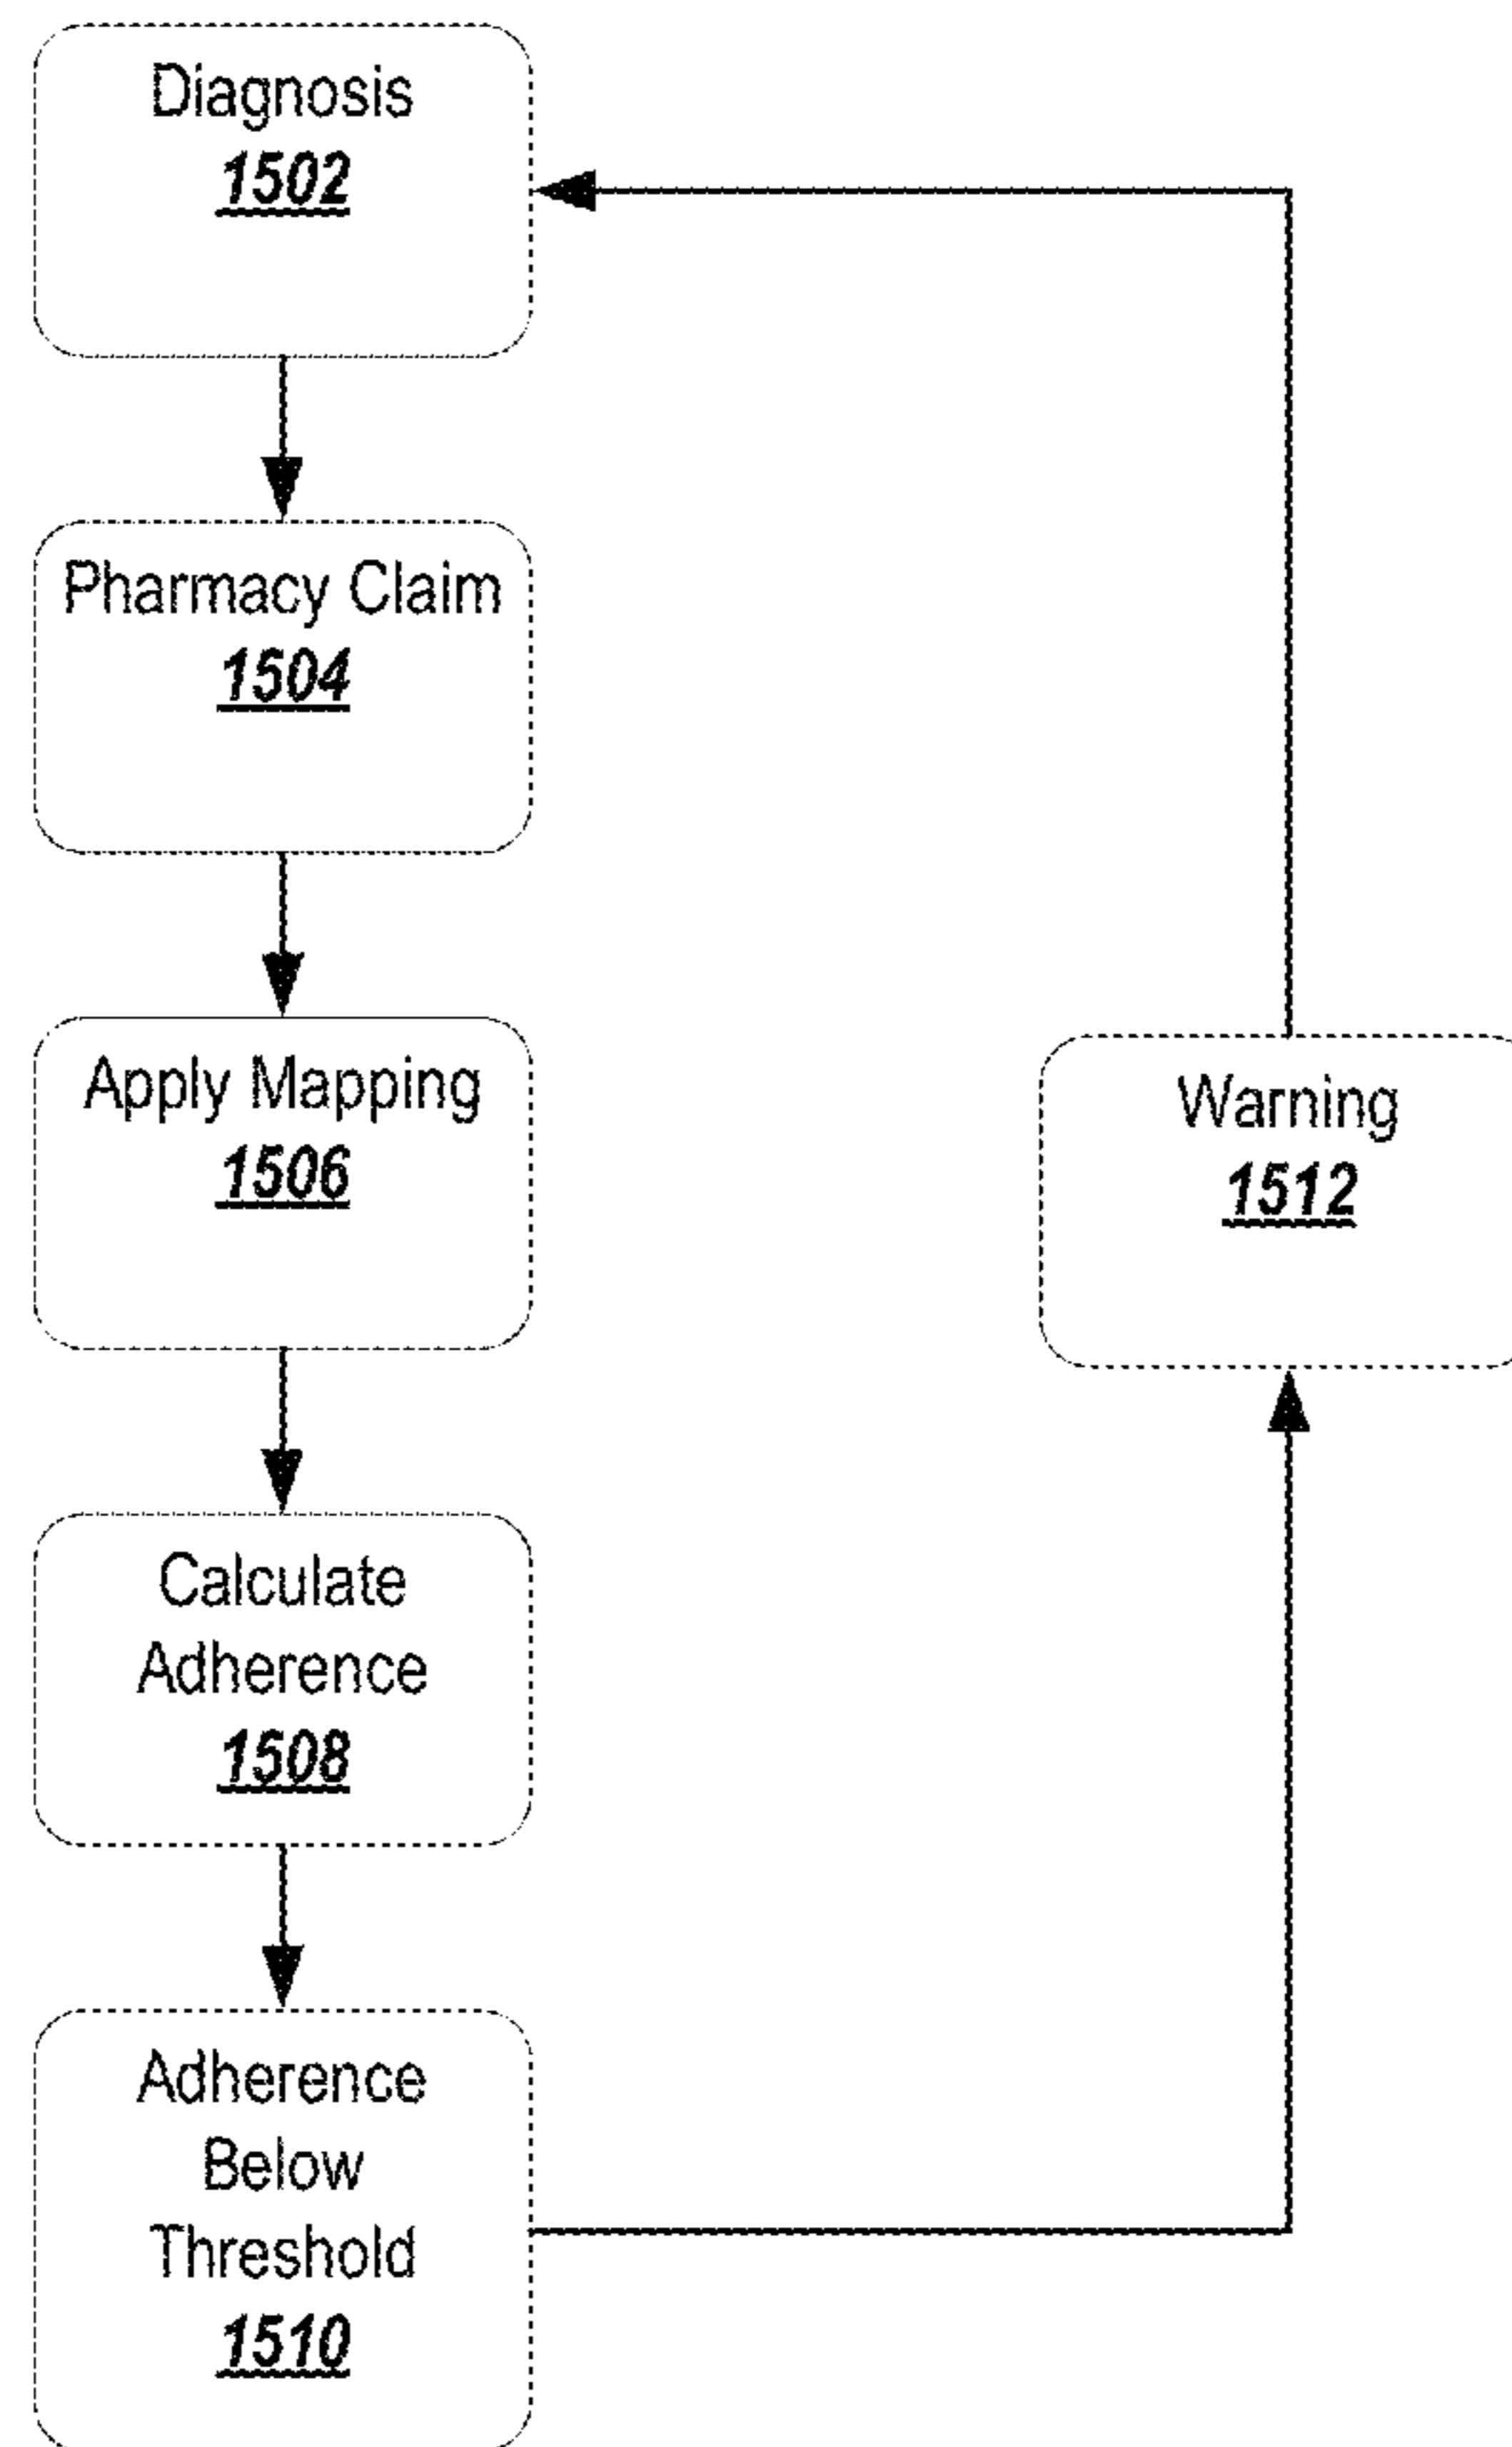 Diagnosis
1502
Pharmacy Claim
1504
Apply Mapping
1506
Warning
1512
Calculate
Adherence
1508
Adherence
Below
Threshold
1510